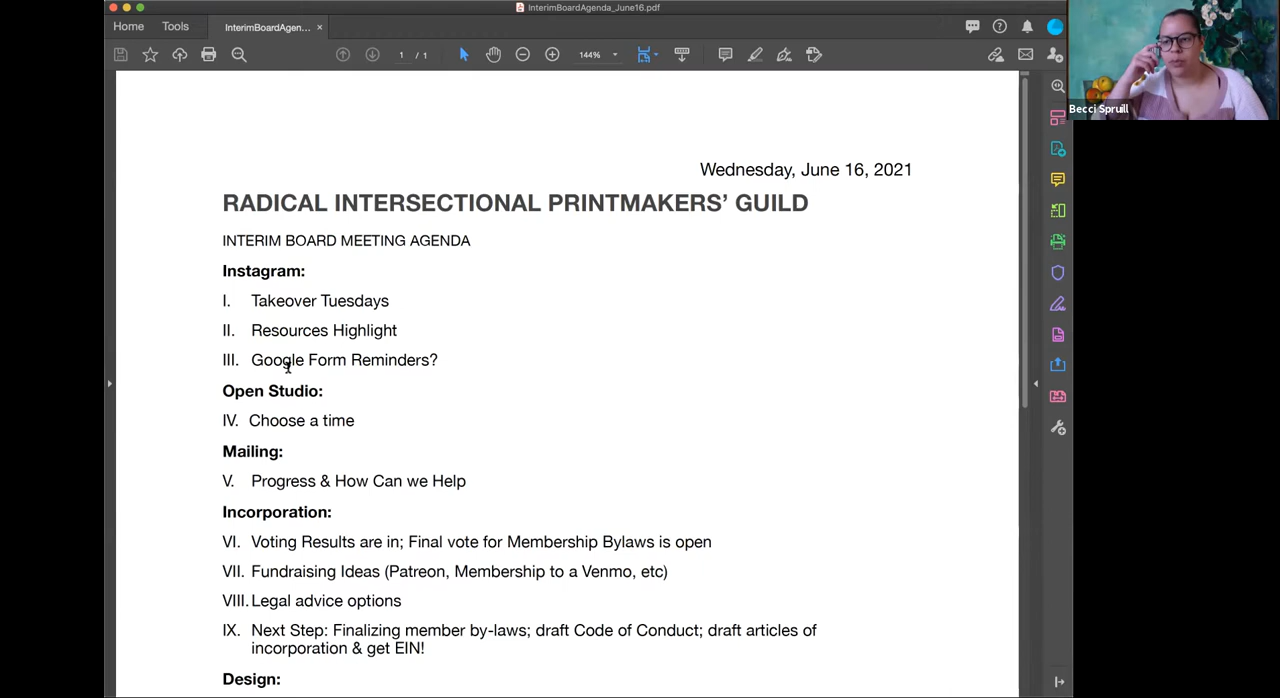 InterimBoardAgenda_June16.pdf
Home Tools InterimBoardAgen... ×
1 / 1 144%
Becci Spruill
Wednesday, June 16, 2021
RADICAL INTERSECTIONAL PRINTMAKERS’ GUILD
INTERIM BOARD MEETING AGENDA
Instagram:
I. Takeover Tuesdays
II. Resources Highlight
III. Google Form Reminders?
Open Studio:
IV. Choose a time
Mailing:
V. Progress & How Can we Help
Incorporation:
VI. Voting Results are in; Final vote for Membership Bylaws is open
VII. Fundraising Ideas (Patreon, Membership to a Venmo, etc)
VIII. Legal advice options
IX. Next Step: Finalizing member by-laws; draft Code of Conduct; draft articles of
incorporation & get EIN!
Design: